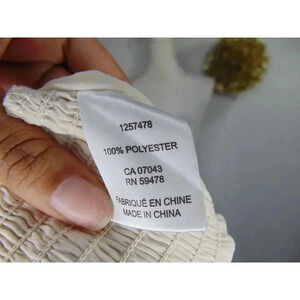 1257478
100% POLYESTER
CA 07043
RN 59478
FABRIQUÉ EN CHINE
MADE IN CHINA